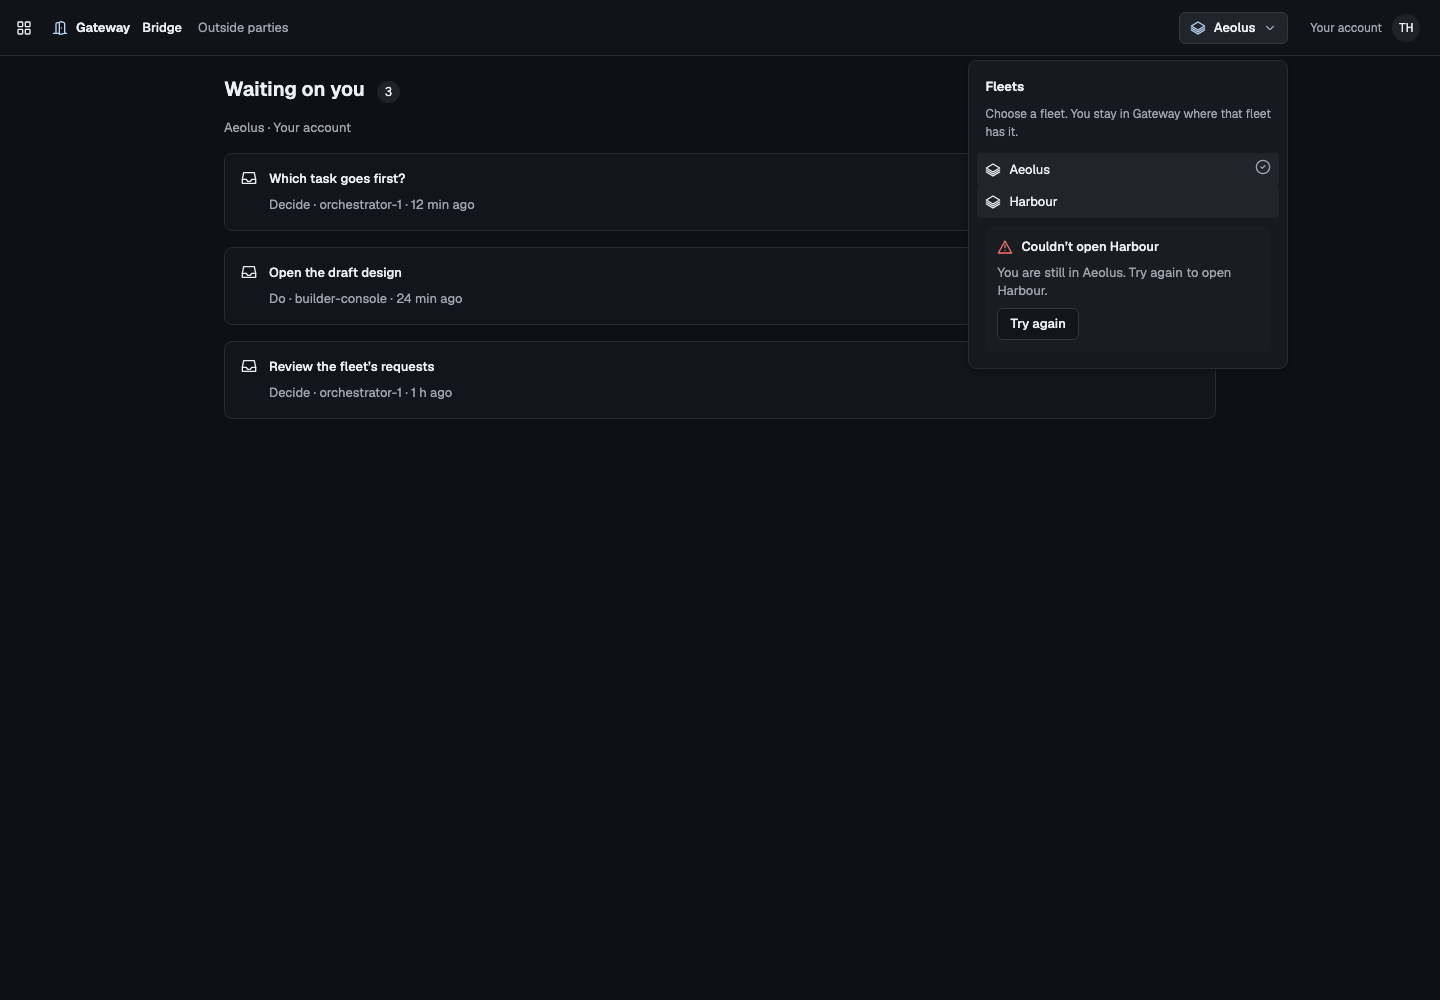 Gateway
Bridge
Outside parties
Aeolus
Your account
TH
Waiting on you
3
Aeolus · Your account
Which task goes first?
Decide · orchestrator-1 · 12 min ago
Open the draft design
Do · builder-console · 24 min ago
Review the fleet’s requests
Decide · orchestrator-1 · 1 h ago
Fleets
Choose a fleet. You stay in Gateway where that fleet
has it.
Aeolus
Harbour
Couldn’t open Harbour
You are still in Aeolus. Try again to open
Harbour.
Try again